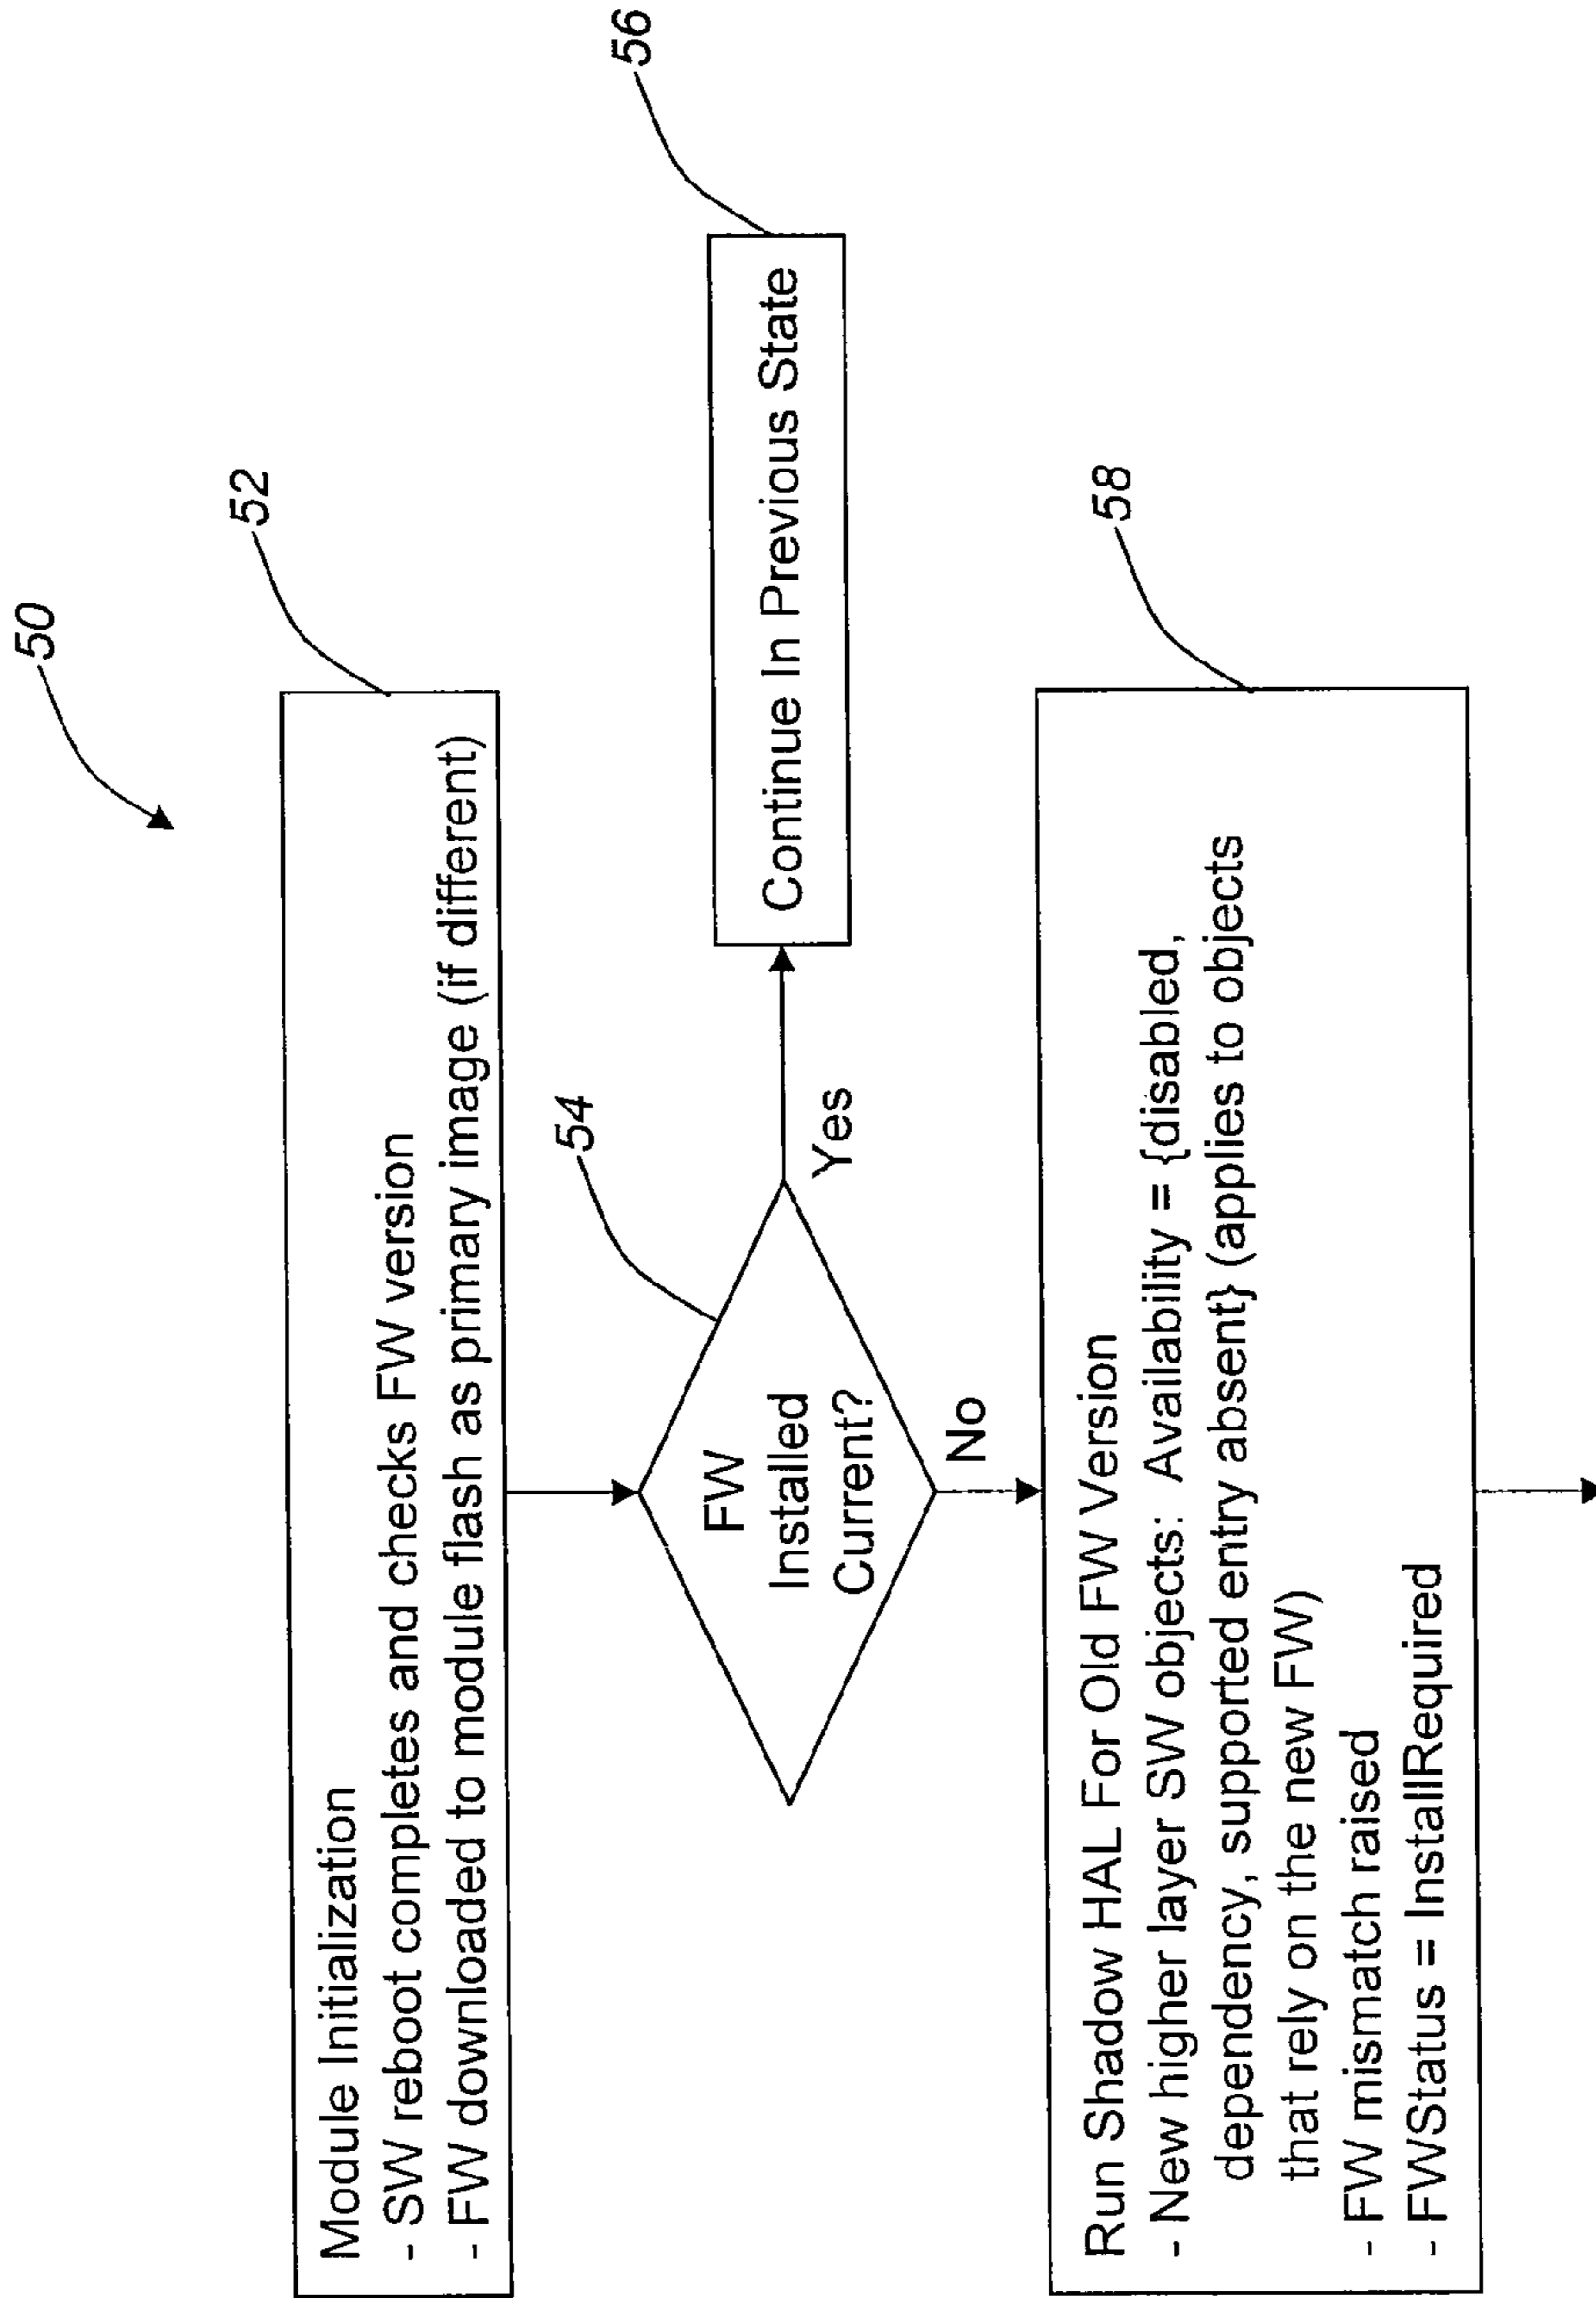 50
52
Module Initialization
- SW reboot completes and checks FW version
- FW downloaded to module flash as primary image (if different)
54
FW
Installed
Current?
Yes
56
Continue In Previous State
No
58
Run Shadow HAL For Old FW Version
- New higher layer SW objects: Availability = {disabled,
dependency, supported entry absent} (applies to objects
that rely on the new FW)
- FW mismatch raised
- FWStatus = InstallRequired